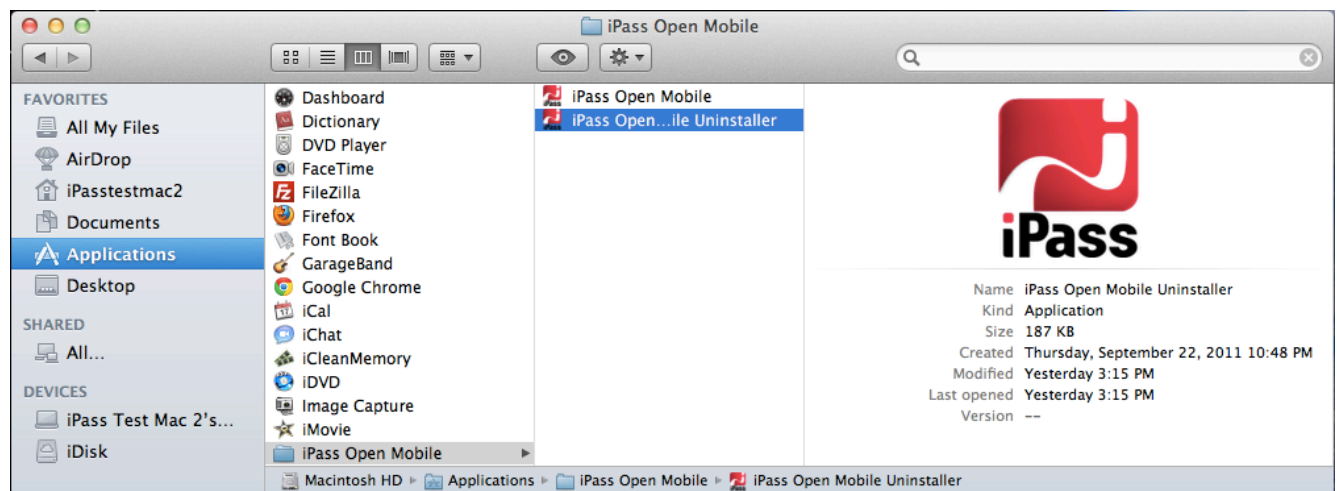 iPass Open Mobile
FAVORITES
All My Files
AirDrop
iPasstestmac2
Documents
Applications
Desktop
SHARED
All...
DEVICES
iPass Test Mac 2's...
iDisk
Dashboard
Dictionary
DVD Player
FaceTime
FileZilla
Firefox
Font Book
GarageBand
Google Chrome
iCal
iChat
iCleanMemory
iDVD
Image Capture
iMovie
iPass Open Mobile
iPass Open Mobile
iPass Open...ile Uninstaller
iPass
Name iPass Open Mobile Uninstaller
Kind Application
Size 187 KB
Created Thursday, September 22, 2011 10:48 PM
Modified Yesterday 3:15 PM
Last opened Yesterday 3:15 PM
Version --
Macintosh HD Applications iPass Open Mobile iPass Open Mobile Uninstaller